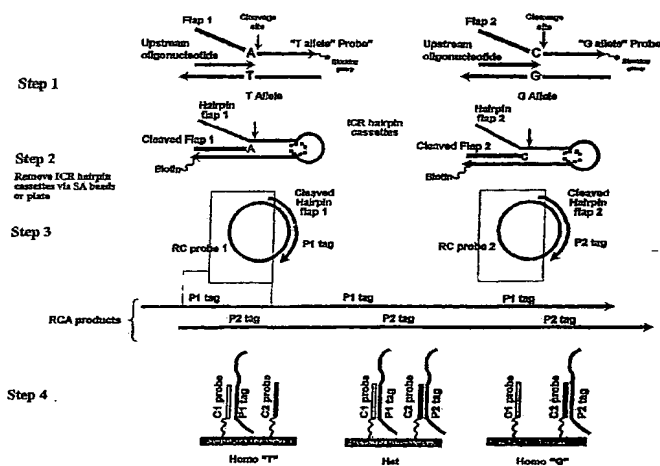 Flap 1
Cleavage site
"T allele" Probe"
Blocking group
Upstream oligonucleotide
A
T
T Allele
Flap 2
Cleavage site
"G allele" Probe"
Blocking group
Upstream oligonucleotide
C
G
G Allele
Step 1
Hairpin flap 1
Cleaved Flap 1
A
Biotin
ICR hairpin cassettes
Hairpin flap 2
Cleaved Flap 2
C
Biotin
Step 2
Remove ICR hairpin
cassettes via SA beads
or plate
Step 3
RC probe 1
Cleaved Hairpin flap 1
P1 tag
RC probe 2
Cleaved Hairpin flap 2
P2 tag
RCA products
P1 tag P1 tag P1 tag
P2 tag P2 tag P2 tag
Step 4
C1 probe P1 tag C2 probe
C1 probe P1 tag C2 probe P2 tag
C1 probe C2 probe P2 tag
Homo "T" Het Homo "G"